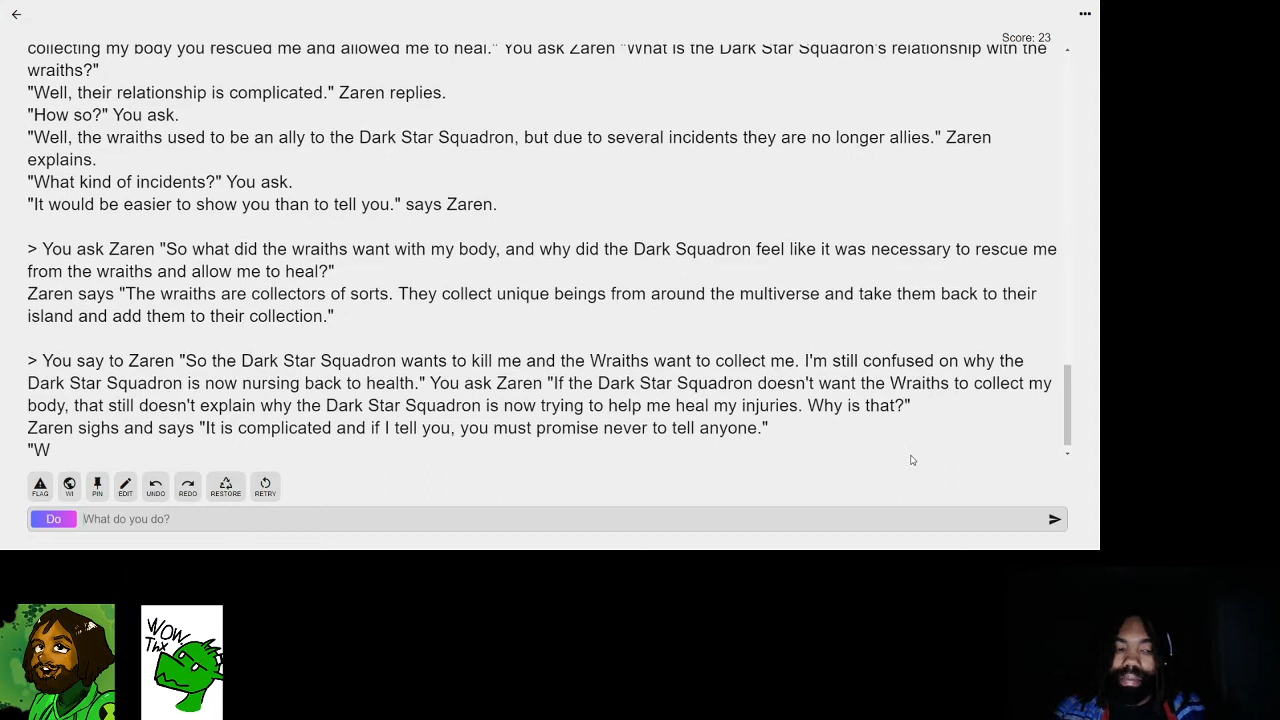 Score: 23
collecting my body you rescued me and allowed me to heal." You ask Zaren "What is the Dark Star Squadron's relationship with the
wraiths?"
"Well, their relationship is complicated." Zaren replies.
"How so?" You ask.
"Well, the wraiths used to be an ally to the Dark Star Squadron, but due to several incidents they are no longer allies." Zaren
explains.
"What kind of incidents?" You ask.
"It would be easier to show you than to tell you." says Zaren.
> You ask Zaren "So what did the wraiths want with my body, and why did the Dark Squadron feel like it was necessary to rescue me
from the wraiths and allow me to heal?"
Zaren says "The wraiths are collectors of sorts. They collect unique beings from around the multiverse and take them back to their
island and add them to their collection."
> You say to Zaren "So the Dark Star Squadron wants to kill me and the Wraiths want to collect me. I'm still confused on why the
Dark Star Squadron is now nursing back to health." You ask Zaren "If the Dark Star Squadron doesn't want the Wraiths to collect my
body, that still doesn't explain why the Dark Star Squadron is now trying to help me heal my injuries. Why is that?"
Zaren sighs and says "It is complicated and if I tell you, you must promise never to tell anyone."
"W
FLAG WI PIN EDIT UNDO REDO RESTORE RETRY
Do What do you do?
WOW
Thx